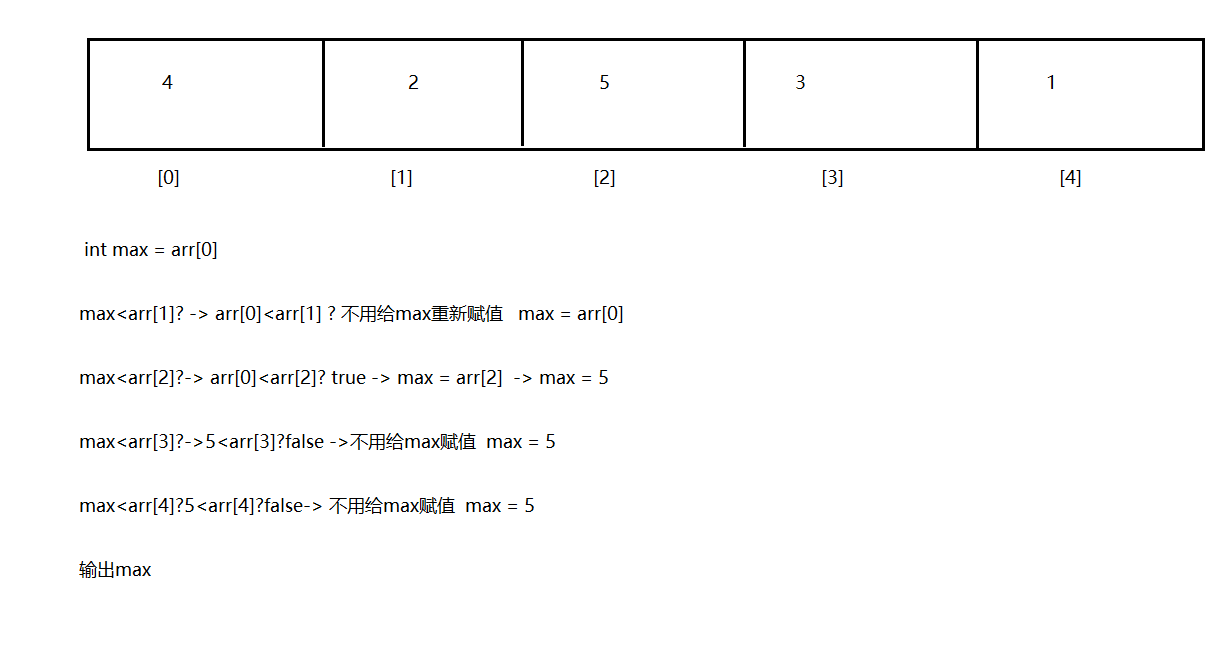 4 2 5 3 1
[0] [1] [2] [3] [4]
int max = arr[0]
max<arr[1]? -> arr[0]<arr[1] ? 不用给max重新赋值 max = arr[0]
max<arr[2]?-> arr[0]<arr[2]? true -> max = arr[2] -> max = 5
max<arr[3]?->5<arr[3]?false ->不用给max赋值 max = 5
max<arr[4]?5<arr[4]?false-> 不用给max赋值 max = 5
输出max